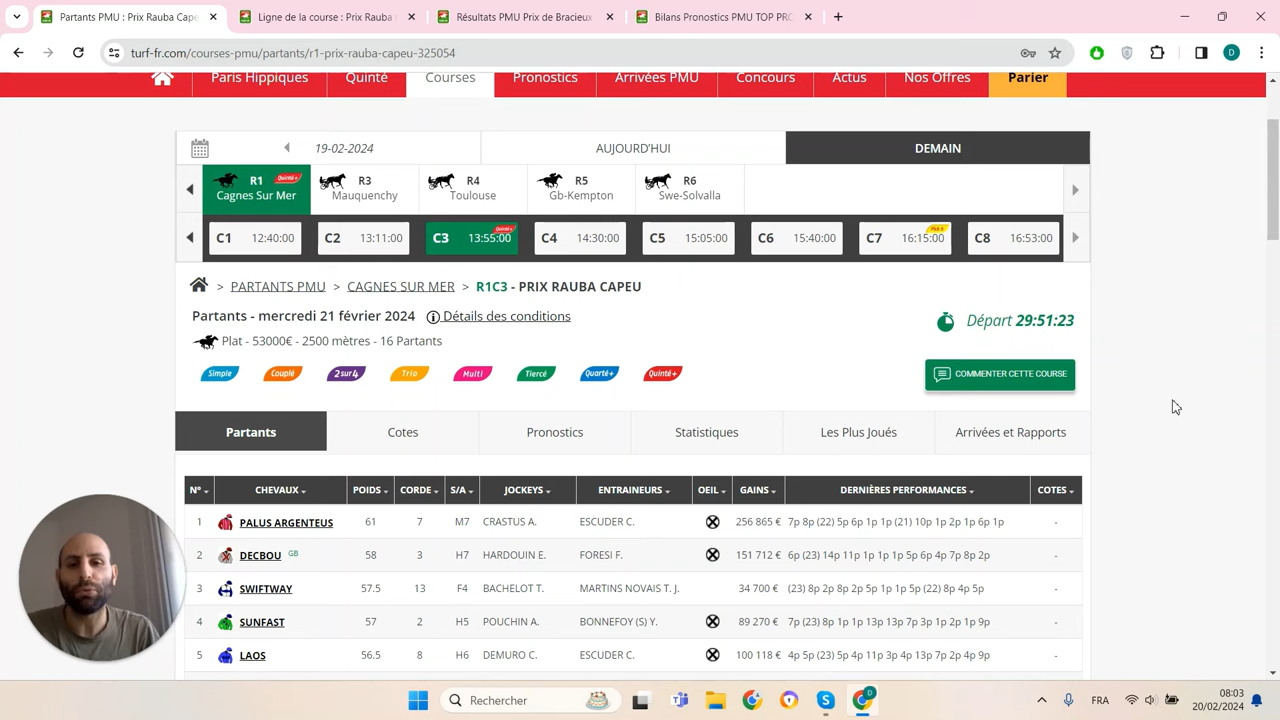 Partants PMU : Prix Rauba Cape
Ligne de la course : Prix Rauba
Résultats PMU Prix de Bracieux
Bilans Pronostics PMU TOP PRO
turf-fr.com/courses-pmu/partants/r1-prix-rauba-capeu-325054
D
Paris Hippiques Quinté Courses Pronostics Arrivées PMU Concours Actus Nos Offres Parier
19-02-2024 AUJOURD'HUI DEMAIN
R1 Quinté+ R3 R4 R5 R6
Cagnes Sur Mer Mauquenchy Toulouse Gb-Kempton Swe-Solvalla
C1 12:40:00 C2 13:11:00 C3 13:55:00 Quinté+ C4 14:30:00 C5 15:05:00 C6 15:40:00 C7 16:15:00 Pick 5 C8 16:53:00
> PARTANTS PMU > CAGNES SUR MER > R1C3 - PRIX RAUBA CAPEU
Partants - mercredi 21 février 2024 Détails des conditions
Départ 29:51:23
Plat - 53000€ - 2500 mètres - 16 Partants
Simple Couplé 2sur4 Trio Multi Tiercé Quarté+ Quinté+
COMMENTER CETTE COURSE
Partants Cotes Pronostics Statistiques Les Plus Joués Arrivées et Rapports
N° CHEVAUX POIDS CORDE S/A JOCKEYS ENTRAINEURS OEIL GAINS DERNIÈRES PERFORMANCES COTES
1 PALUS ARGENTEUS 61 7 M7 CRASTUS A. ESCUDER C. 256 865 € 7p 8p (22) 5p 6p 1p 1p (21) 10p 1p 2p 1p 6p 1p -
2 DECBOU GB 58 3 H7 HARDOUIN E. FORESI F. 151 712 € 6p (23) 14p 11p 1p 1p 1p 5p 6p 4p 7p 8p 2p -
3 SWIFTWAY 57.5 13 F4 BACHELOT T. MARTINS NOVAIS T. J. 34 700 € (23) 8p 2p 8p 2p 5p 1p 1p 5p (22) 8p 4p 5p -
4 SUNFAST 57 2 H5 POUCHIN A. BONNEFOY (S) Y. 89 270 € 7p (23) 8p 1p 1p 13p 13p 7p 3p 1p 2p 1p 9p -
5 LAOS 56.5 8 H6 DEMURO C. ESCUDER C. 100 118 € 4p 5p (23) 5p 4p 11p 3p 4p 13p 7p 2p 4p 9p -
Rechercher
D
FRA
08:03
20/02/2024